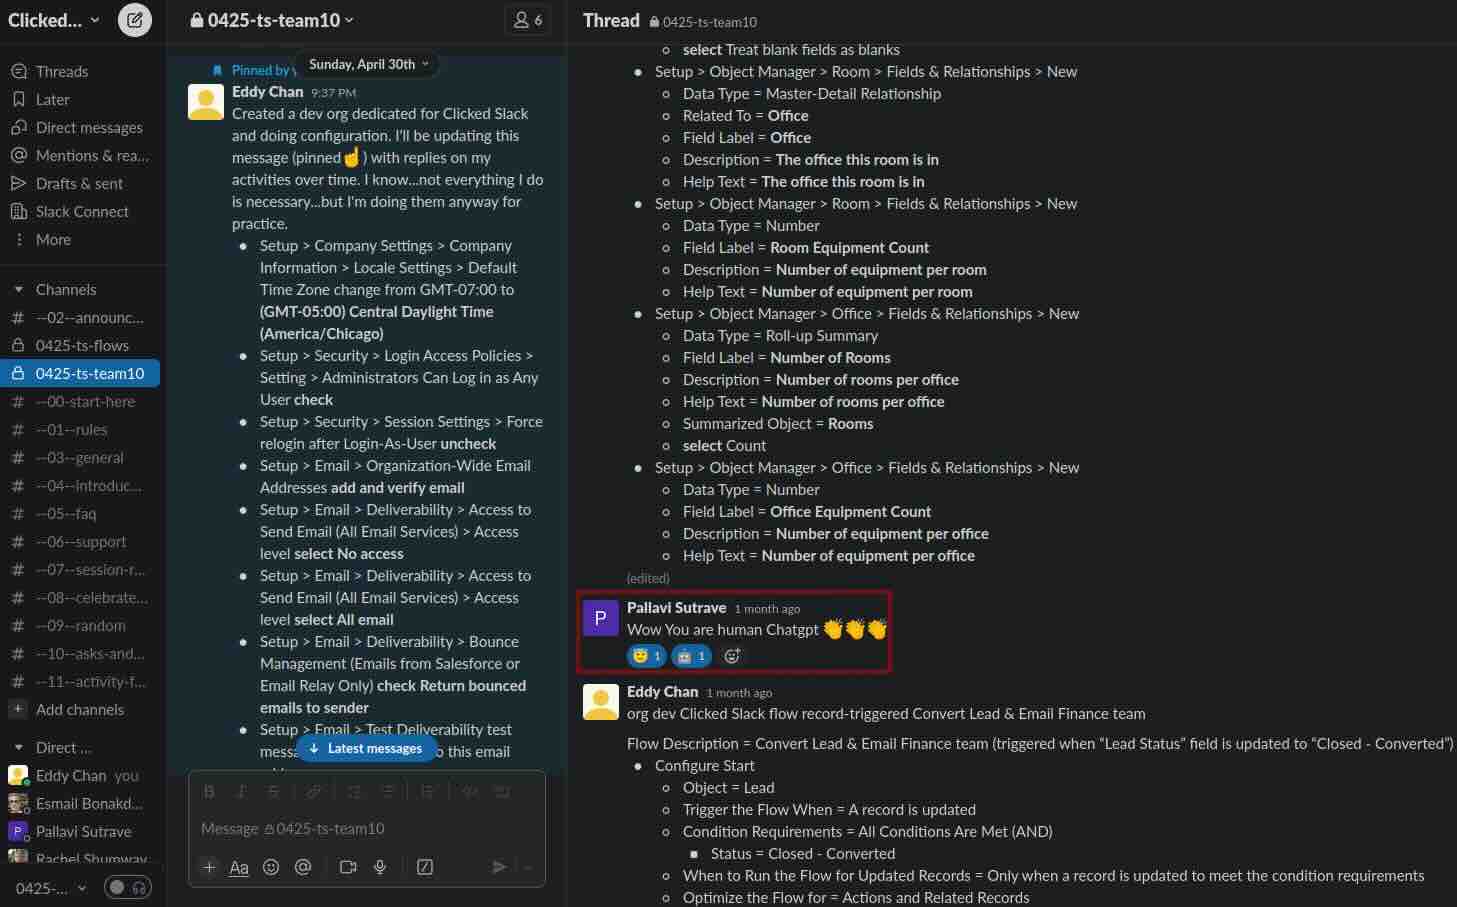 Clicked...
Threads
Later
Direct messages
Mentions & rea...
Drafts & sent
Slack Connect
More
Channels
# --02--announc...
0425-ts-flows
0425-ts-team10
# --00-start-here
# --01--rules
# --03--general
# --04--introduc...
# --05--faq
# --06--support
# --07--session-r...
# --08--celebrate...
# --09--random
# --10--asks-and...
# --11--activity-f...
+ Add channels
Direct ...
Eddy Chan you
Esmail Bonakd...
P Pallavi Sutrave
Rachel Shumway
0425-...
0425-ts-team10
6
Pinned by y
Sunday, April 30th
Eddy Chan 9:37 PM
Created a dev org dedicated for Clicked Slack
and doing configuration. I'll be updating this
message (pinned☝) with replies on my
activities over time. I know...not everything I do
is necessary...but I'm doing them anyway for
practice.
• Setup > Company Settings > Company
Information > Locale Settings > Default
Time Zone change from GMT-07:00 to
(GMT-05:00) Central Daylight Time
(America/Chicago)
• Setup > Security > Login Access Policies >
Setting > Administrators Can Log in as Any
User check
• Setup > Security > Session Settings > Force
relogin after Login-As-User uncheck
• Setup > Email > Organization-Wide Email
Addresses add and verify email
• Setup > Email > Deliverability > Access to
Send Email (All Email Services) > Access
level select No access
• Setup > Email > Deliverability > Access to
Send Email (All Email Services) > Access
level select All email
• Setup > Email > Deliverability > Bounce
Management (Emails from Salesforce or
Email Relay Only) check Return bounced
emails to sender
• Setup > Email > Test Deliverability test
messa
↓ Latest messages
o this email
B I S
Message 0425-ts-team10
+ Aa
Thread 0425-ts-team10
◦ select Treat blank fields as blanks
• Setup > Object Manager > Room > Fields & Relationships > New
◦ Data Type = Master-Detail Relationship
◦ Related To = Office
◦ Field Label = Office
◦ Description = The office this room is in
◦ Help Text = The office this room is in
• Setup > Object Manager > Room > Fields & Relationships > New
◦ Data Type = Number
◦ Field Label = Room Equipment Count
◦ Description = Number of equipment per room
◦ Help Text = Number of equipment per room
• Setup > Object Manager > Office > Fields & Relationships > New
◦ Data Type = Roll-up Summary
◦ Field Label = Number of Rooms
◦ Description = Number of rooms per office
◦ Help Text = Number of rooms per office
◦ Summarized Object = Rooms
◦ select Count
• Setup > Object Manager > Office > Fields & Relationships > New
◦ Data Type = Number
◦ Field Label = Office Equipment Count
◦ Description = Number of equipment per office
◦ Help Text = Number of equipment per office
(edited)
P
Pallavi Sutrave 1 month ago
Wow You are human Chatgpt 👏👏👏
😇 1 🤖 1
Eddy Chan 1 month ago
org dev Clicked Slack flow record-triggered Convert Lead & Email Finance team
Flow Description = Convert Lead & Email Finance team (triggered when “Lead Status” field is updated to “Closed - Converted”)
• Configure Start
◦ Object = Lead
◦ Trigger the Flow When = A record is updated
◦ Condition Requirements = All Conditions Are Met (AND)
▪ Status = Closed - Converted
◦ When to Run the Flow for Updated Records = Only when a record is updated to meet the condition requirements
◦ Optimize the Flow for = Actions and Related Records